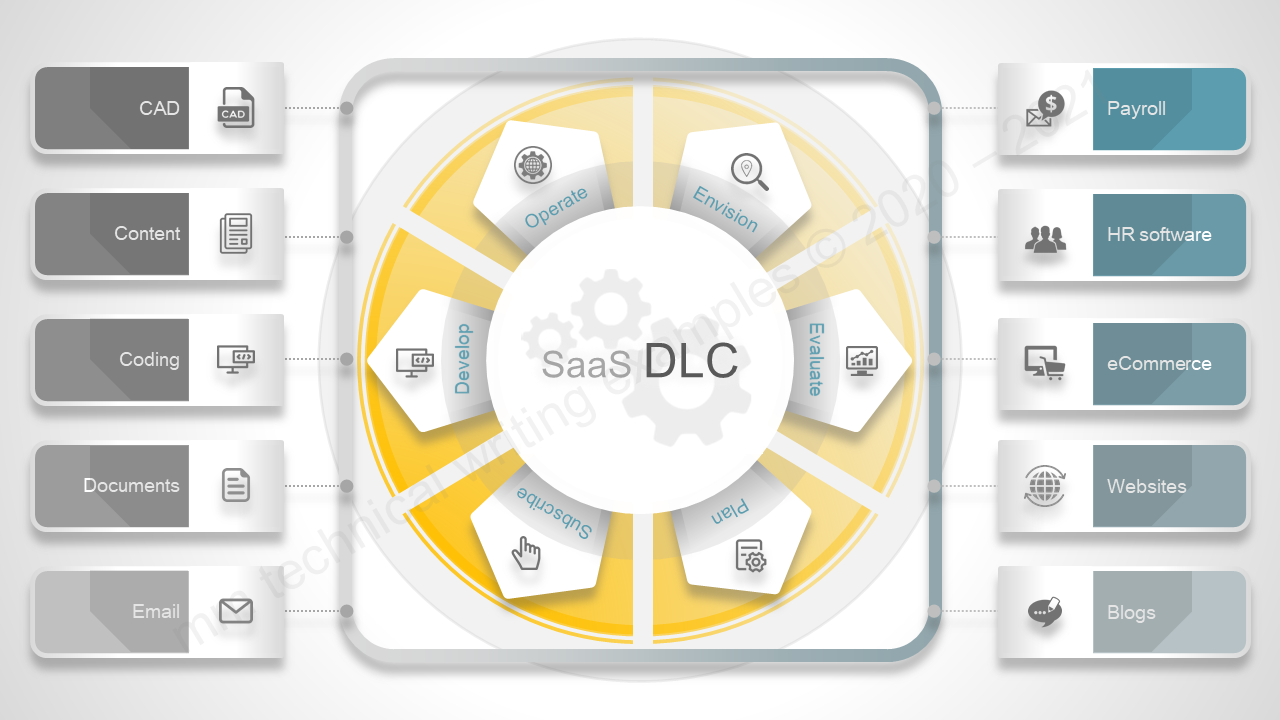 CAD
CAD
Content
Coding
Documents
Email
Operate
Envision
Develop
Evaluate
SaaS DLC
Subscribe
Plan
$
Payroll
HR software
eCommerce
Websites
Blogs
mm technical writing examples © 2020 – 2021